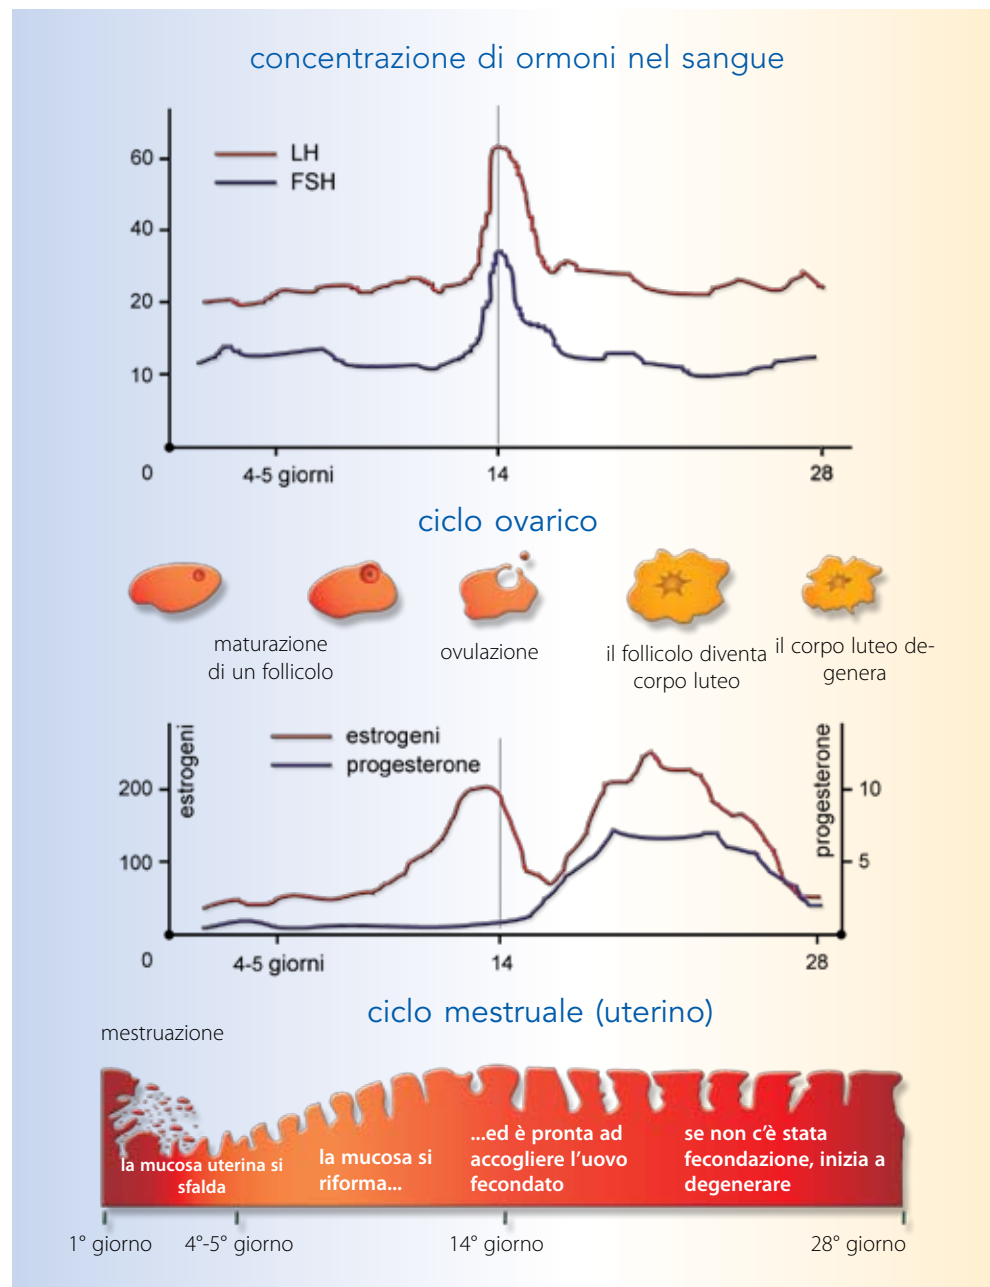 concentrazione di ormoni nel sangue
60
40
20
10
LH
FSH
0
4-5 giorni
14
28
ciclo ovarico
maturazione
di un follicolo
ovulazione
il follicolo diventa
corpo luteo
il corpo luteo de-
genera
estrogeni
200
100
estrogeni
progesterone
progesterone
10
5
0
4-5 giorni
14
28
ciclo mestruale (uterino)
mestruazione
la mucosa uterina si
sfalda
la mucosa si
riforma...
...ed è pronta ad
accogliere l'uovo
fecondato
se non c'è stata
fecondazione, inizia a
degenerare
1° giorno
4°-5° giorno
14° giorno
28° giorno